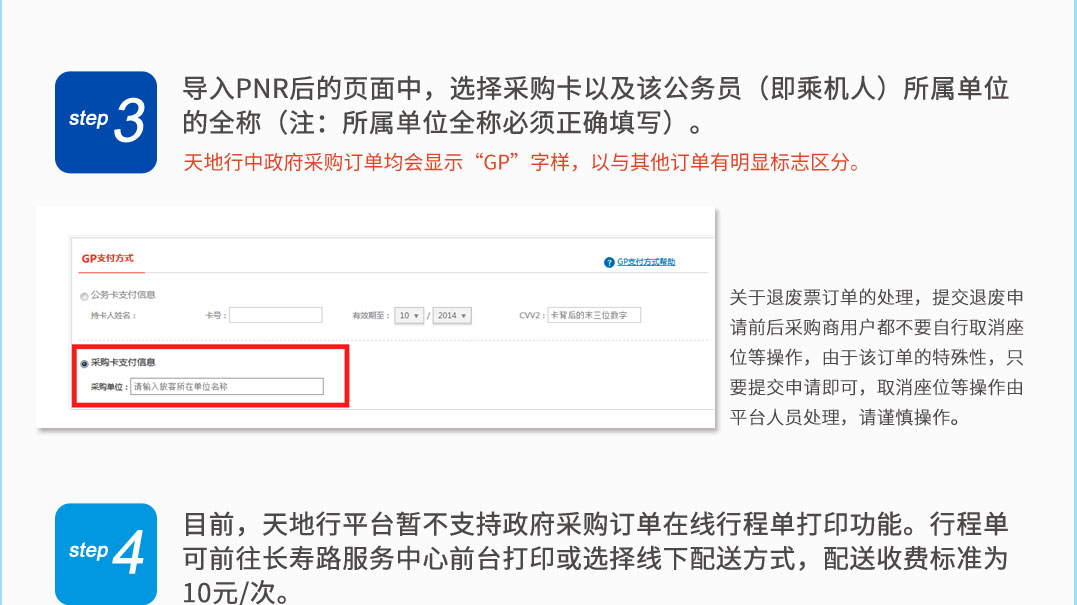 step 3
导入PNR后的页面中，选择采购卡以及该公务员（即乘机人）所属单位
的全称（注：所属单位全称必须正确填写）。
天地行中政府采购订单均会显示“GP”字样，以与其他订单有明显标志区分。
GP支付方式
? GP支付方式帮助
公务卡支付信息
持卡人姓名： 卡号： 有效期至： 10 / 2014 CVV2： 卡背后的末三位数字
采购卡支付信息
采购单位： 请输入旅客所在单位名称
关于退废票订单的处理，提交退废申
请前后采购商用户都不要自行取消座
位等操作，由于该订单的特殊性，只
要提交申请即可，取消座位等操作由
平台人员处理，请谨慎操作。
step 4
目前，天地行平台暂不支持政府采购订单在线行程单打印功能。行程单
可前往长寿路服务中心前台打印或选择线下配送方式，配送收费标准为
10元/次。